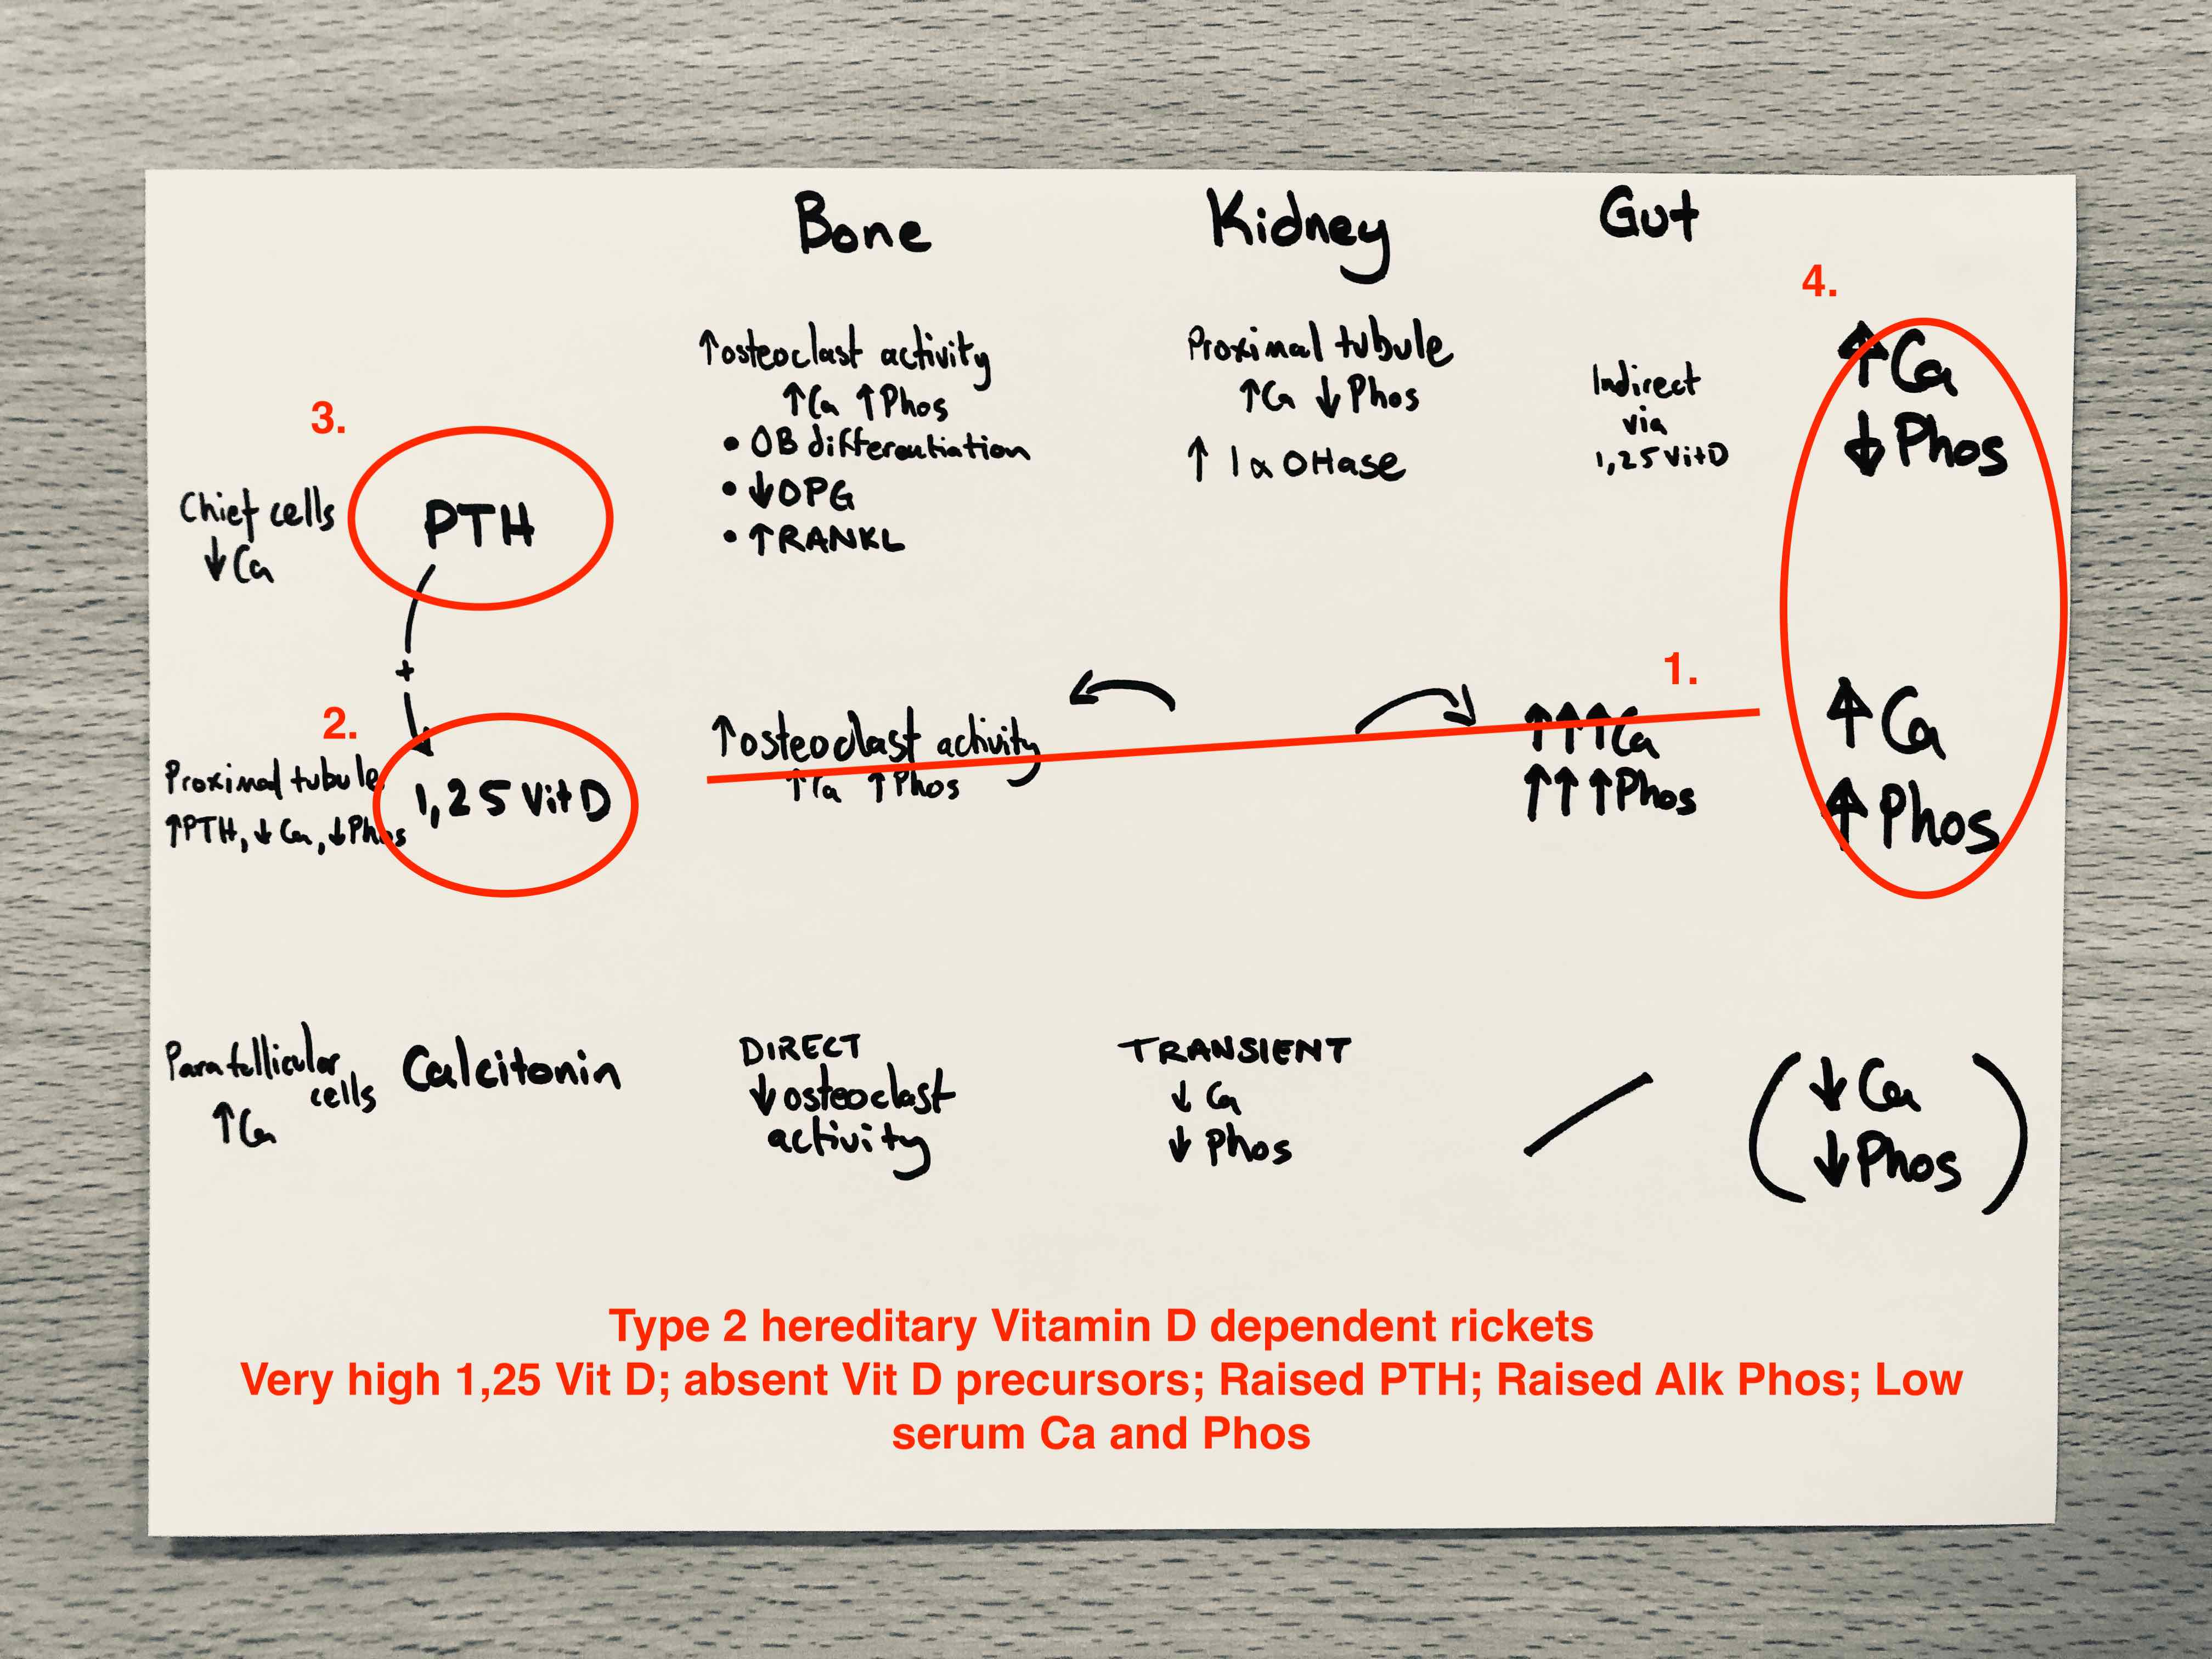 Bone Kidney Gut
4.
↑osteoclast activity
↑Ca ↑Phos
• OB differentiation
• ↓OPG
• ↑RANKL
Proximal tubule
↑Ca ↓Phos
↑ 1α OHase
Indirect
via
1,25 Vit D
↑Ca
↓Phos
3.
Chief cells
↓Ca
PTH
+
1.
2.
Proximal tubule
↑PTH, ↓Ca, ↓Phos
1,25 Vit D
↑osteoclast activity
↑Ca ↑Phos
↑↑↑Ca
↑↑↑Phos
↑Ca
↑Phos
Parafollicular
cells
↑Ca
Calcitonin
DIRECT
↓osteoclast
activity
TRANSIENT
↓ Ca
↓ Phos
(↓Ca
↓Phos)
Type 2 hereditary Vitamin D dependent rickets
Very high 1,25 Vit D; absent Vit D precursors; Raised PTH; Raised Alk Phos; Low
serum Ca and Phos